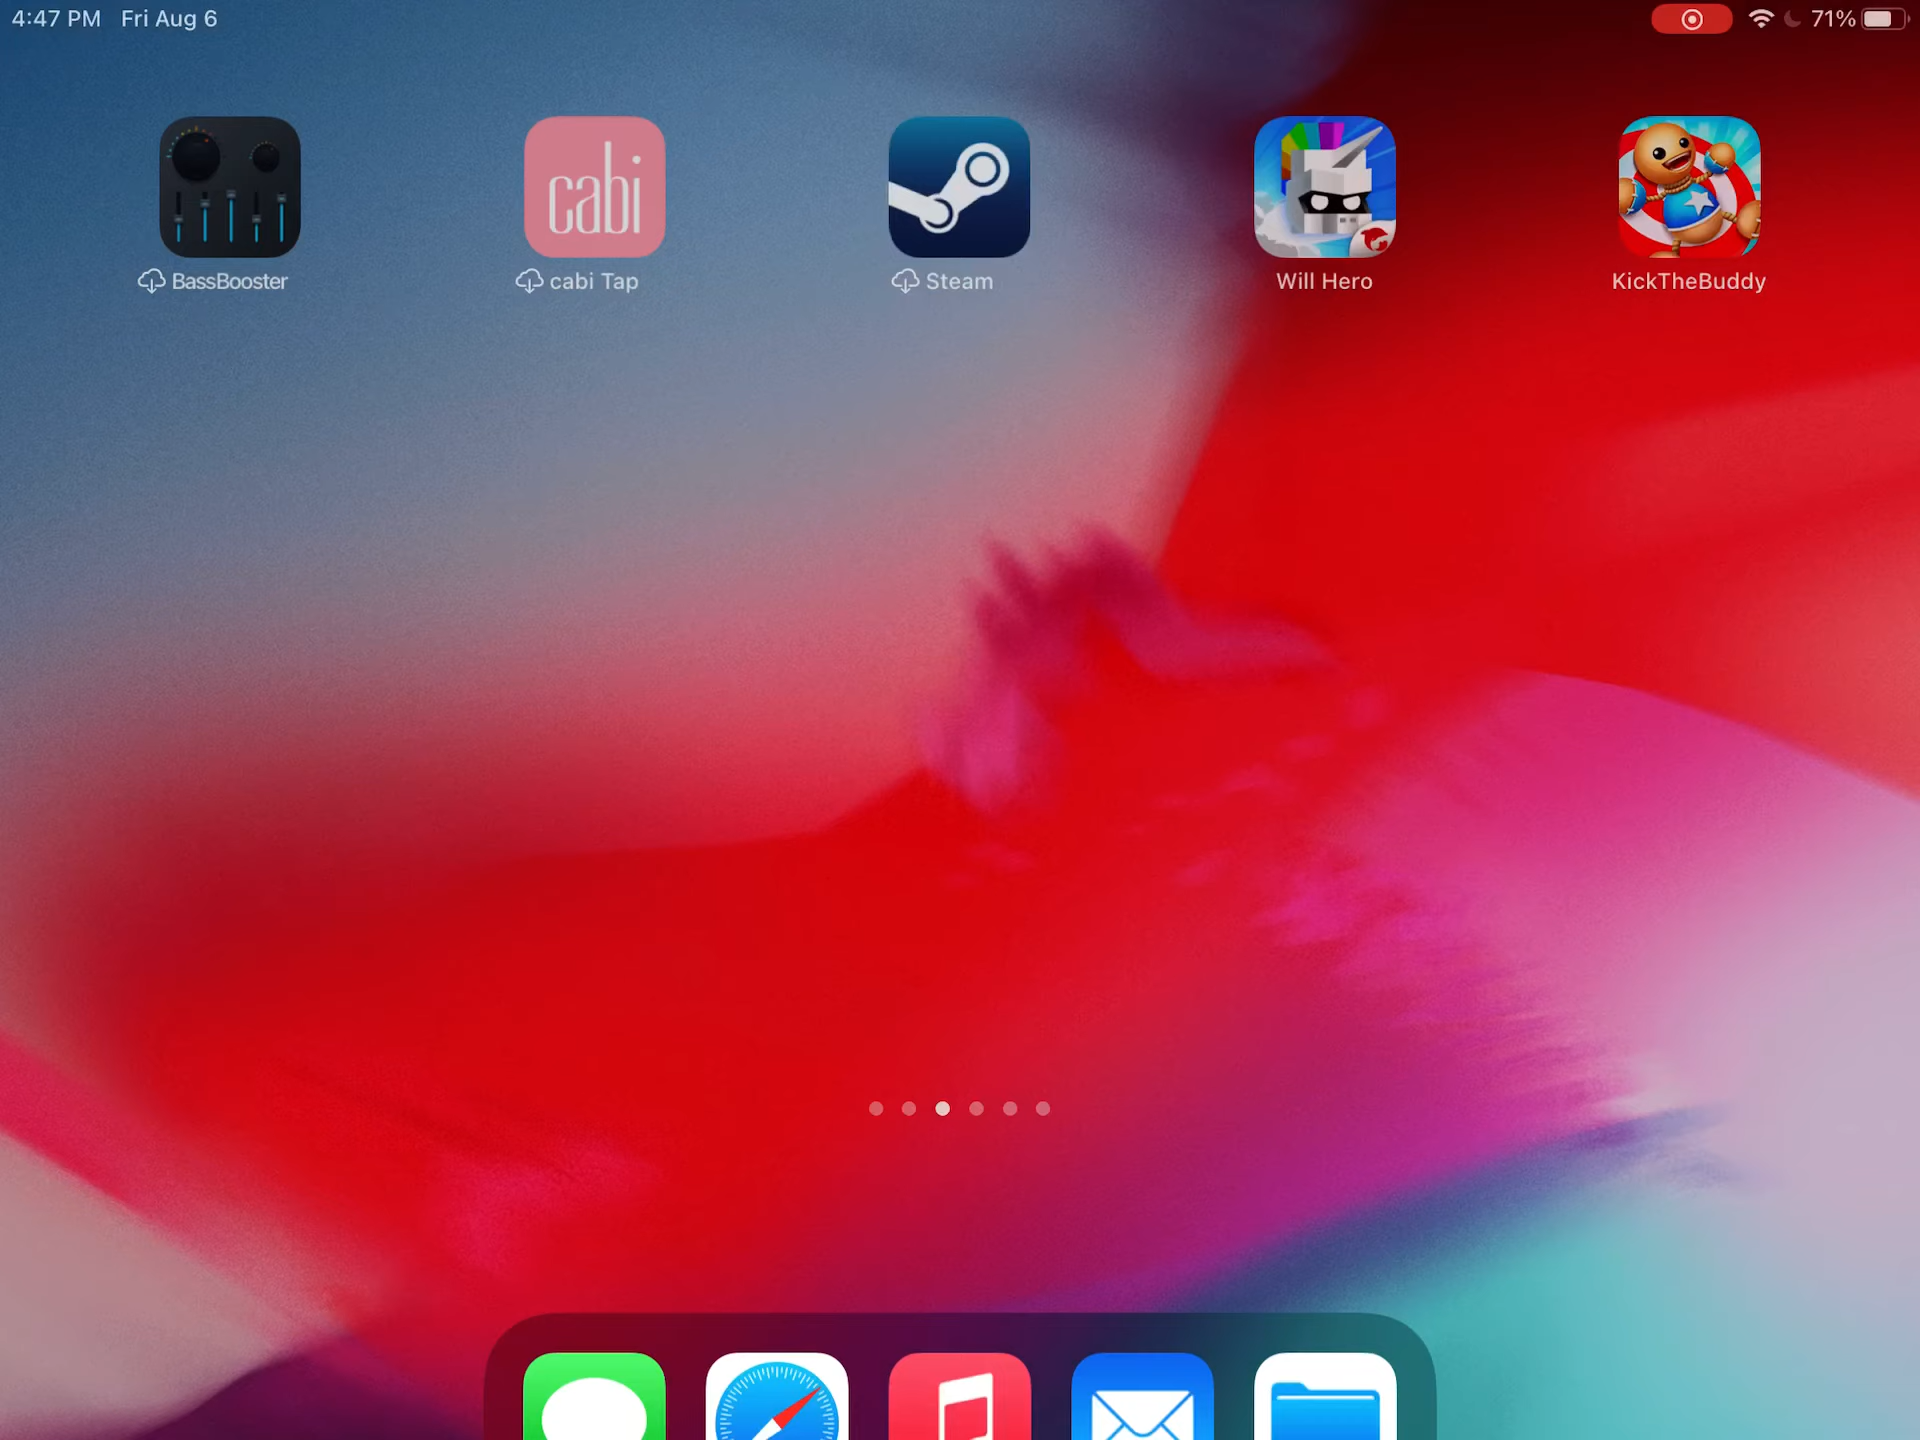 4:47 PM Fri Aug 6
71%
cabi
BassBooster
cabi Tap
Steam
Will Hero
KickTheBuddy